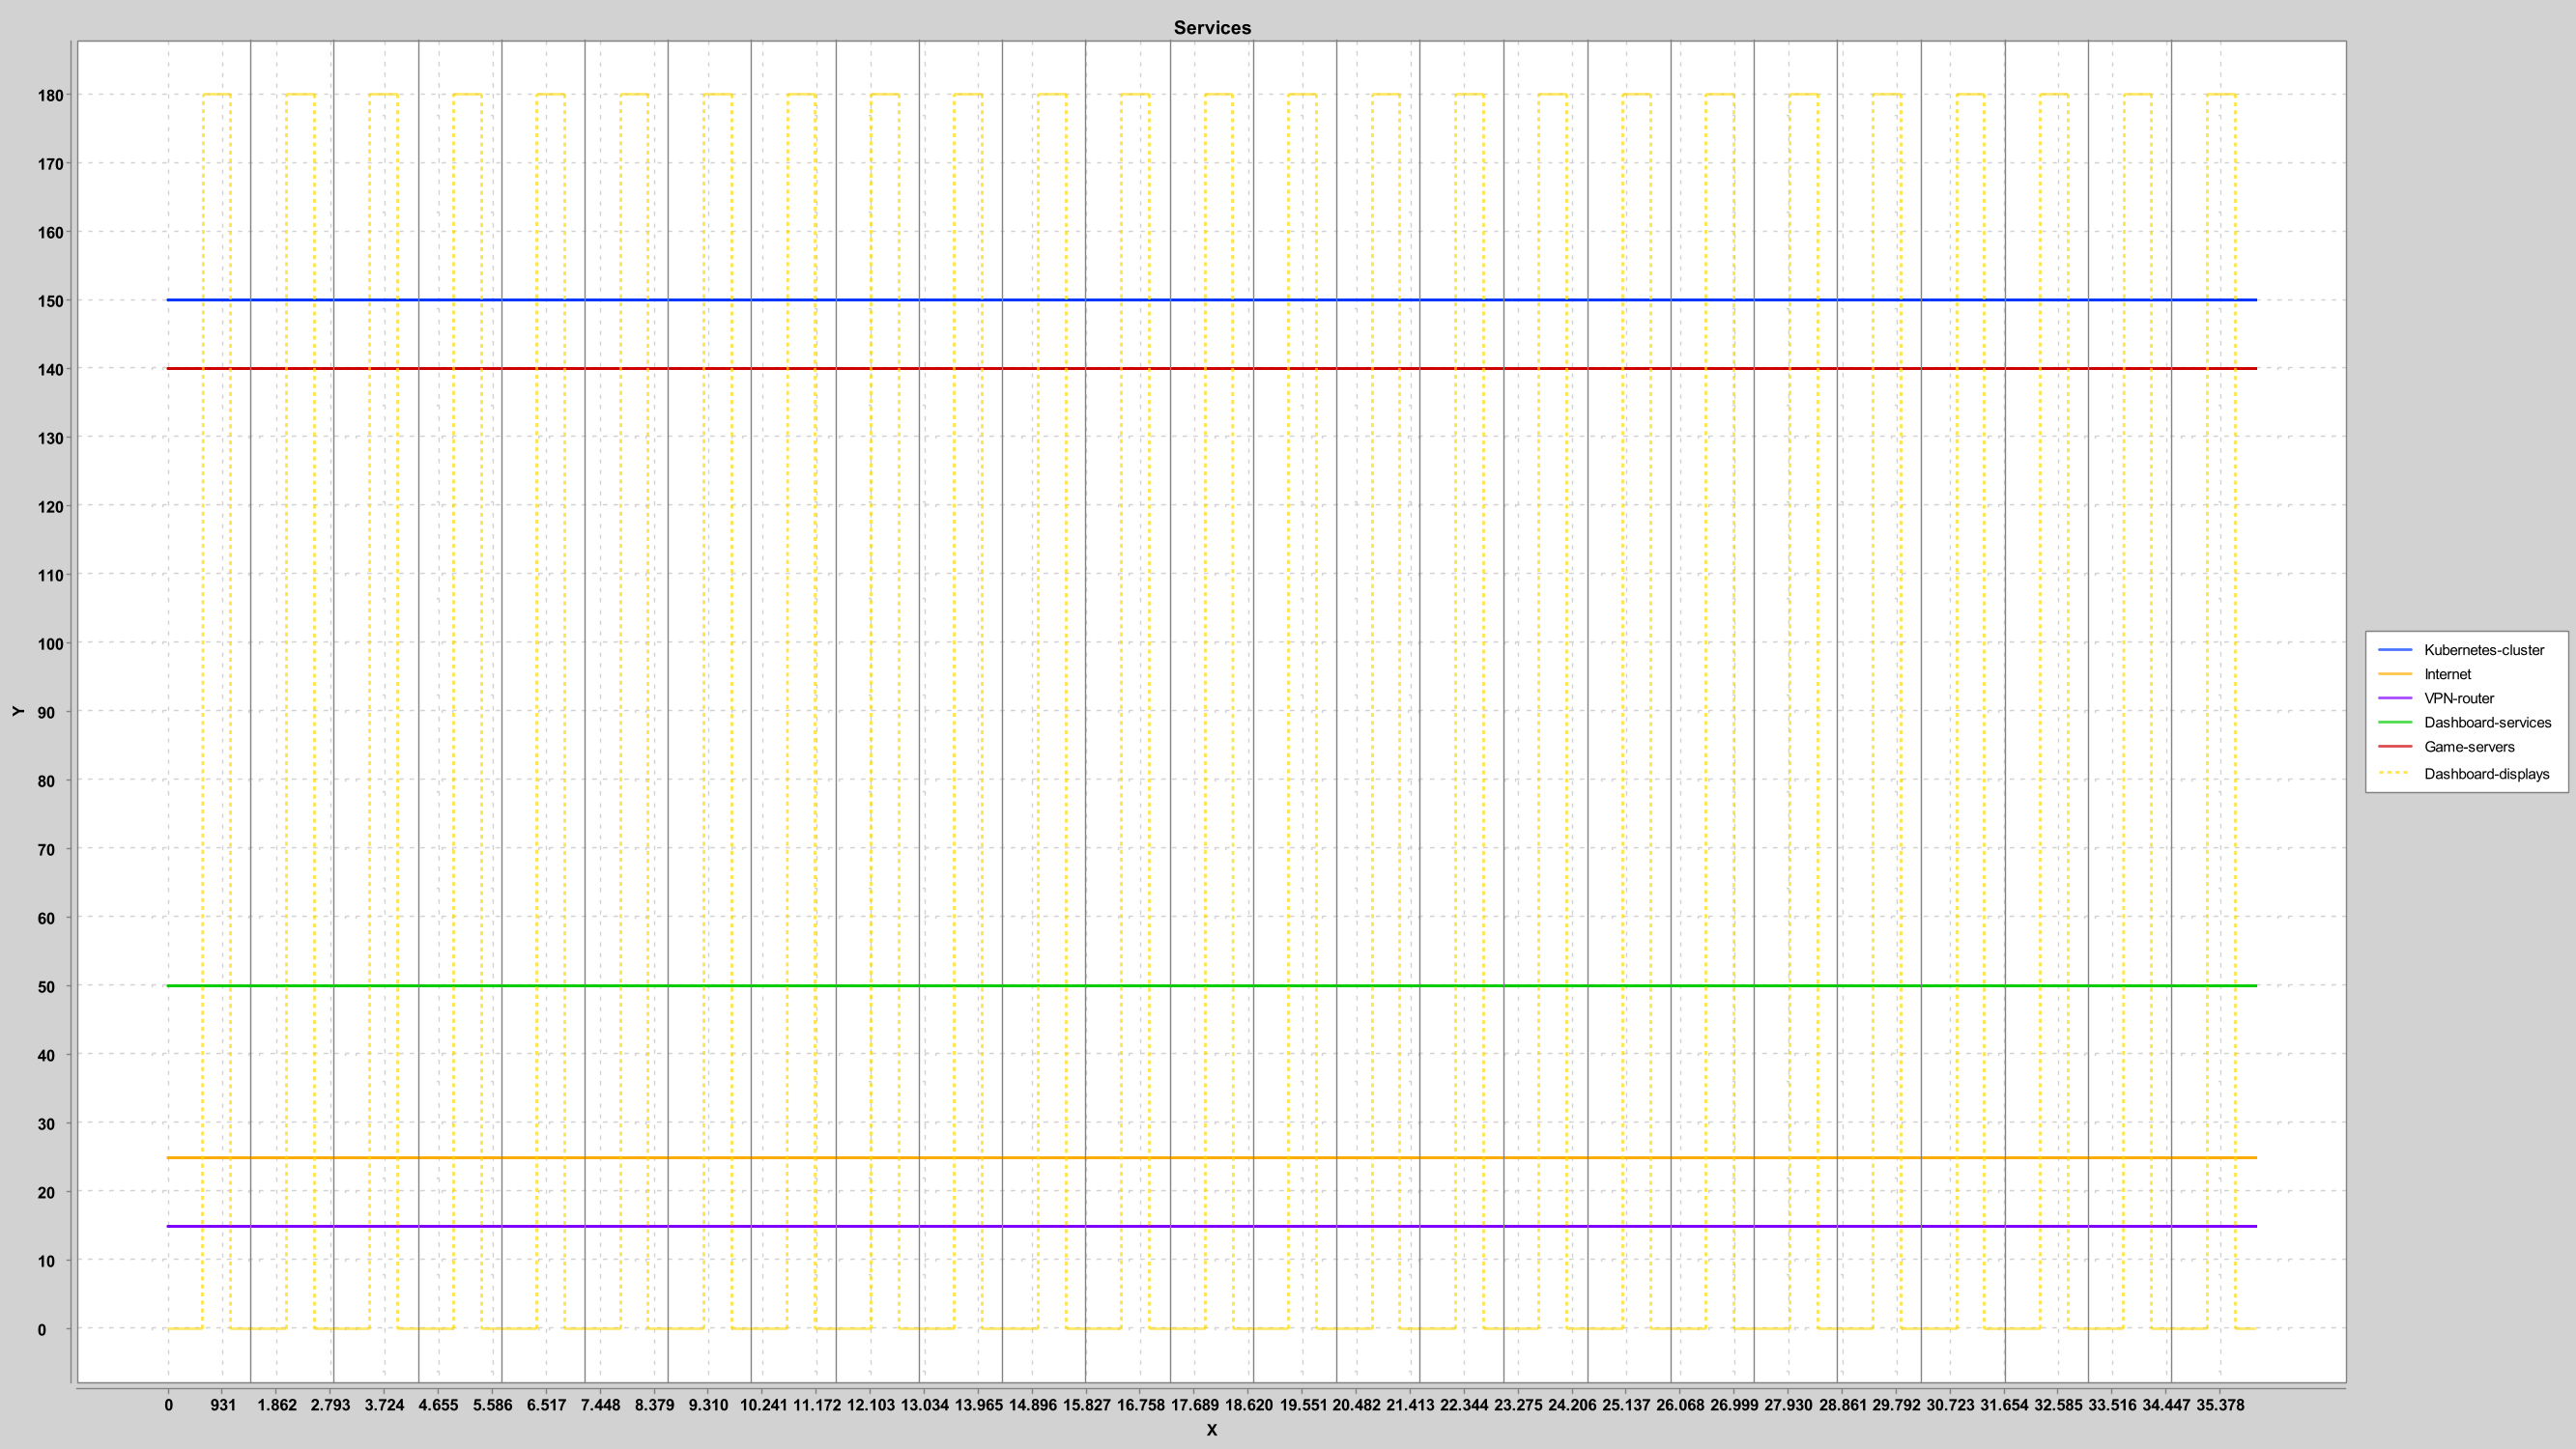 Services
180
170
160
150
140
130
120
110
100
90
80
70
60
50
40
30
20
10
0
Y
0 931 1.862 2.793 3.724 4.655 5.586 6.517 7.448 8.379 9.310 10.241 11.172 12.103 13.034 13.965 14.896 15.827 16.758 17.689 18.620 19.551 20.482 21.413 22.344 23.275 24.206 25.137 26.068 26.999 27.930 28.861 29.792 30.723 31.654 32.585 33.516 34.447 35.378
X
Kubernetes-cluster
Internet
VPN-router
Dashboard-services
Game-servers
Dashboard-displays